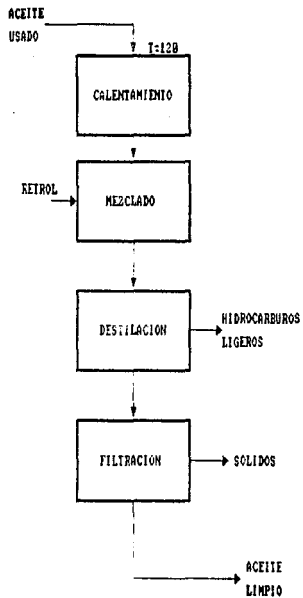 ACEITE
USADO
T=120
CALENTAMIENTO
RETROL
MEZCLADO
DESTILACION
HIDROCARBUROS
LIGEROS
FILTRACION
SOLIDOS
ACEITE
LIMPIO